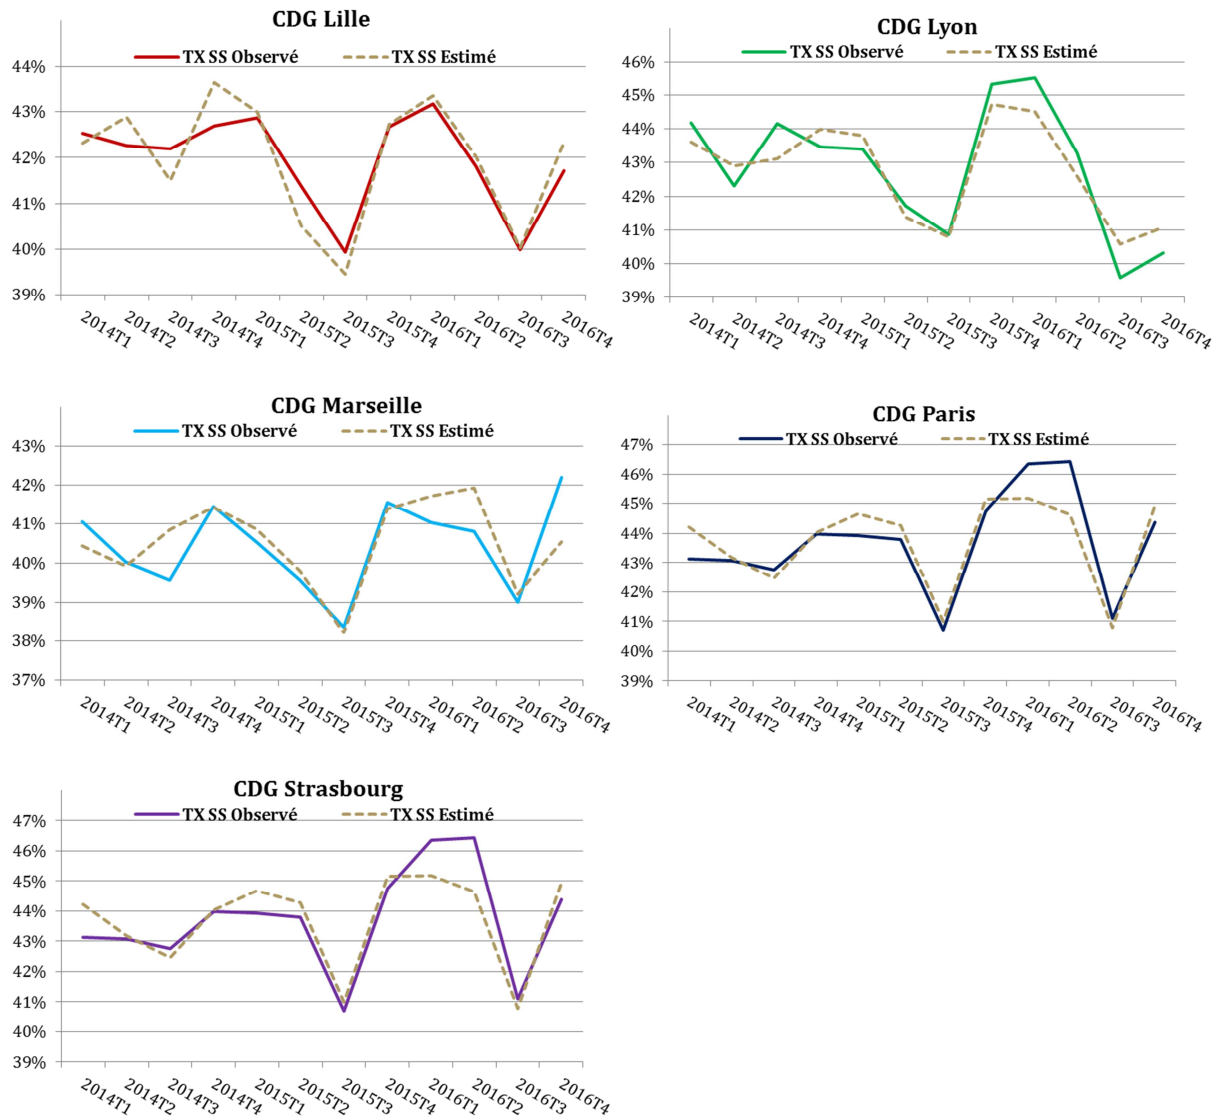 CDG Lille
TX SS Observé TX SS Estimé
44%
43%
42%
41%
40%
39%
2014T1 2014T2 2014T3 2014T4 2015T1 2015T2 2015T3 2015T4 2016T1 2016T2 2016T3 2016T4
CDG Lyon
TX SS Observé TX SS Estimé
46%
45%
44%
43%
42%
41%
40%
39%
2014T1 2014T2 2014T3 2014T4 2015T1 2015T2 2015T3 2015T4 2016T1 2016T2 2016T3 2016T4
CDG Marseille
TX SS Observé TX SS Estimé
43%
42%
41%
40%
39%
38%
37%
2014T1 2014T2 2014T3 2014T4 2015T1 2015T2 2015T3 2015T4 2016T1 2016T2 2016T3 2016T4
CDG Paris
TX SS Observé TX SS Estimé
47%
46%
45%
44%
43%
42%
41%
40%
39%
2014T1 2014T2 2014T3 2014T4 2015T1 2015T2 2015T3 2015T4 2016T1 2016T2 2016T3 2016T4
CDG Strasbourg
TX SS Observé TX SS Estimé
47%
46%
45%
44%
43%
42%
41%
40%
39%
2014T1 2014T2 2014T3 2014T4 2015T1 2015T2 2015T3 2015T4 2016T1 2016T2 2016T3 2016T4